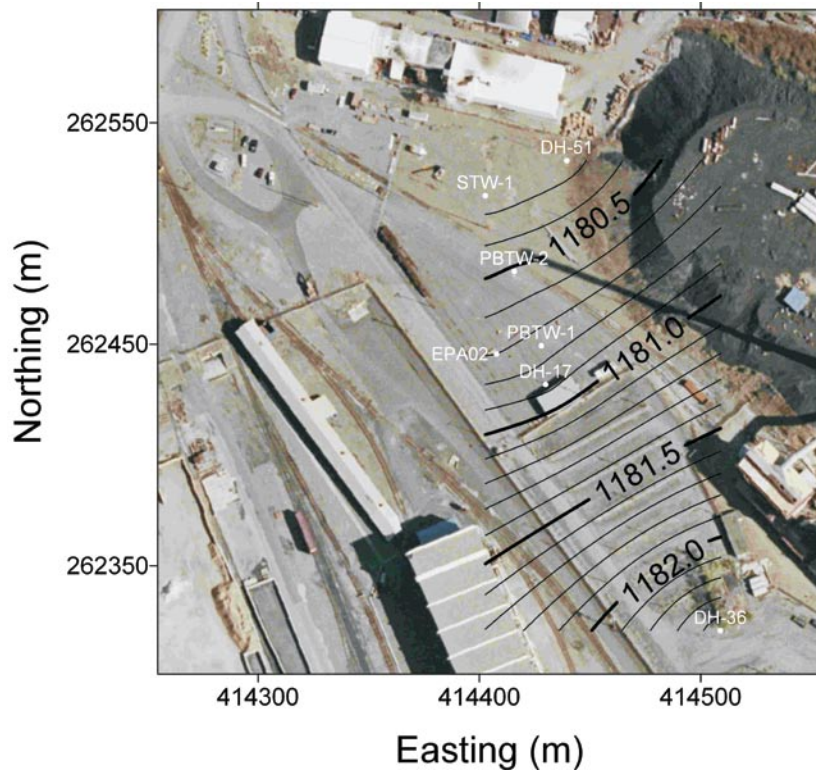 262550
DH-51
STW-1
1180.5
PBTW-2
262450
PBTW-1
EPA02
1181.0
DH-17
1181.5
262350
1182.0
DH-36
414300
414400
414500
Northing (m)
Easting (m)